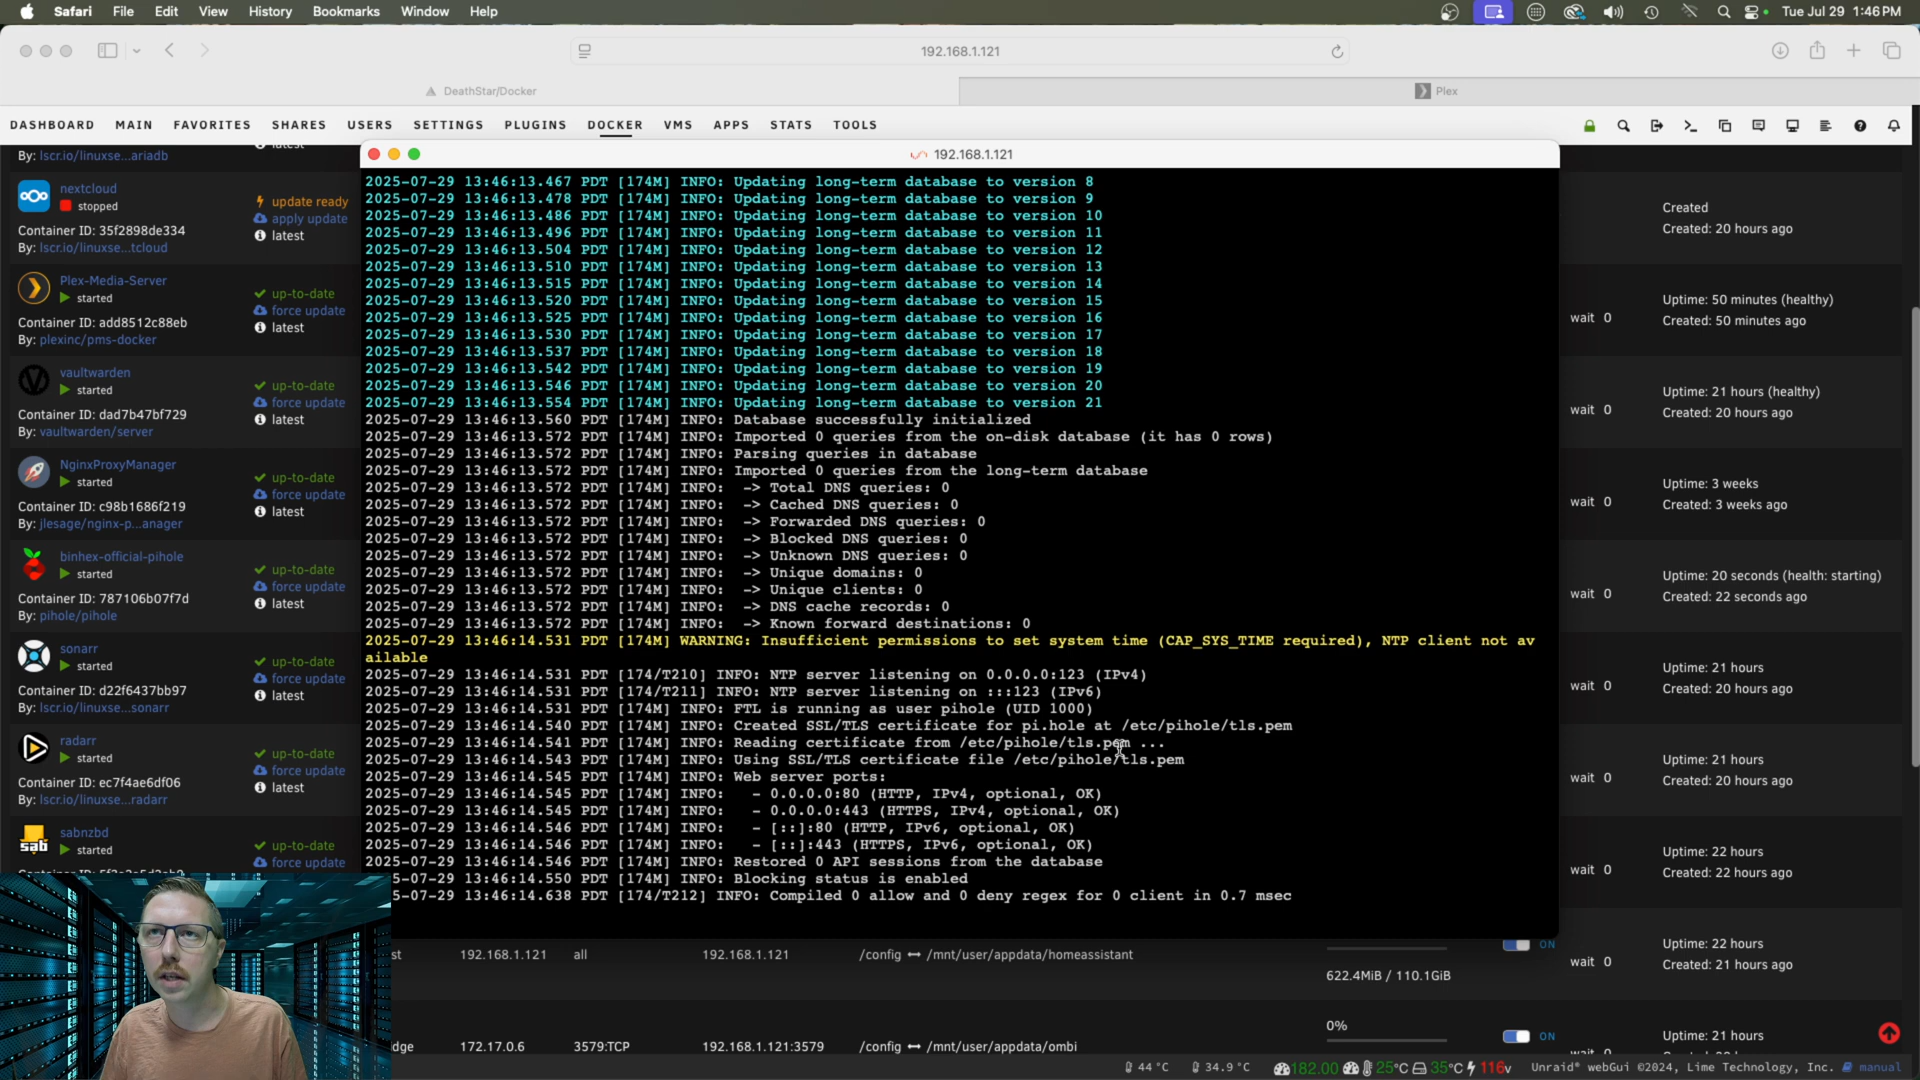 Safari File Edit View History Bookmarks Window Help Tue Jul 29 1:46 PM
192.168.1.121
DeathStar/Docker Plex
DASHBOARD MAIN FAVORITES SHARES USERS SETTINGS PLUGINS DOCKER VMS APPS STATS TOOLS
192.168.1.121
By: lscr.io/linuxse...ariadb
latest
nextcloud
stopped
update ready
apply update
latest
Container ID: 35f2898de334
By: lscr.io/linuxse...tcloud
Plex-Media-Server
started
up-to-date
force update
latest
Container ID: add8512c88eb
By: plexinc/pms-docker
vaultwarden
started
up-to-date
force update
latest
Container ID: dad7b47bf729
By: vaultwarden/server
NginxProxyManager
started
up-to-date
force update
latest
Container ID: c98b1686f219
By: jlesage/nginx-p...anager
binhex-official-pihole
started
up-to-date
force update
latest
Container ID: 787106b07f7d
By: pihole/pihole
sonarr
started
up-to-date
force update
latest
Container ID: d22f6437bb97
By: lscr.io/linuxse...sonarr
radarr
started
up-to-date
force update
latest
Container ID: ec7f4ae6df06
By: lscr.io/linuxse...radarr
sabnzbd
started
up-to-date
force update
2025-07-29 13:46:13.467 PDT [174M] INFO: Updating long-term database to version 8
2025-07-29 13:46:13.478 PDT [174M] INFO: Updating long-term database to version 9
2025-07-29 13:46:13.486 PDT [174M] INFO: Updating long-term database to version 10
2025-07-29 13:46:13.496 PDT [174M] INFO: Updating long-term database to version 11
2025-07-29 13:46:13.504 PDT [174M] INFO: Updating long-term database to version 12
2025-07-29 13:46:13.510 PDT [174M] INFO: Updating long-term database to version 13
2025-07-29 13:46:13.515 PDT [174M] INFO: Updating long-term database to version 14
2025-07-29 13:46:13.520 PDT [174M] INFO: Updating long-term database to version 15
2025-07-29 13:46:13.525 PDT [174M] INFO: Updating long-term database to version 16
2025-07-29 13:46:13.530 PDT [174M] INFO: Updating long-term database to version 17
2025-07-29 13:46:13.537 PDT [174M] INFO: Updating long-term database to version 18
2025-07-29 13:46:13.542 PDT [174M] INFO: Updating long-term database to version 19
2025-07-29 13:46:13.546 PDT [174M] INFO: Updating long-term database to version 20
2025-07-29 13:46:13.554 PDT [174M] INFO: Updating long-term database to version 21
2025-07-29 13:46:13.560 PDT [174M] INFO: Database successfully initialized
2025-07-29 13:46:13.572 PDT [174M] INFO: Imported 0 queries from the on-disk database (it has 0 rows)
2025-07-29 13:46:13.572 PDT [174M] INFO: Parsing queries in database
2025-07-29 13:46:13.572 PDT [174M] INFO: Imported 0 queries from the long-term database
2025-07-29 13:46:13.572 PDT [174M] INFO:  -> Total DNS queries: 0
2025-07-29 13:46:13.572 PDT [174M] INFO:  -> Cached DNS queries: 0
2025-07-29 13:46:13.572 PDT [174M] INFO:  -> Forwarded DNS queries: 0
2025-07-29 13:46:13.572 PDT [174M] INFO:  -> Blocked DNS queries: 0
2025-07-29 13:46:13.572 PDT [174M] INFO:  -> Unknown DNS queries: 0
2025-07-29 13:46:13.572 PDT [174M] INFO:  -> Unique domains: 0
2025-07-29 13:46:13.572 PDT [174M] INFO:  -> Unique clients: 0
2025-07-29 13:46:13.572 PDT [174M] INFO:  -> DNS cache records: 0
2025-07-29 13:46:13.572 PDT [174M] INFO:  -> Known forward destinations: 0
2025-07-29 13:46:14.531 PDT [174M] WARNING: Insufficient permissions to set system time (CAP_SYS_TIME required), NTP client not av
ailable
2025-07-29 13:46:14.531 PDT [174/T210] INFO: NTP server listening on 0.0.0.0:123 (IPv4)
2025-07-29 13:46:14.531 PDT [174/T211] INFO: NTP server listening on :::123 (IPv6)
2025-07-29 13:46:14.531 PDT [174M] INFO: FTL is running as user pihole (UID 1000)
2025-07-29 13:46:14.540 PDT [174M] INFO: Created SSL/TLS certificate for pi.hole at /etc/pihole/tls.pem
2025-07-29 13:46:14.541 PDT [174M] INFO: Reading certificate from /etc/pihole/tls.pem ...
2025-07-29 13:46:14.543 PDT [174M] INFO: Using SSL/TLS certificate file /etc/pihole/tls.pem
2025-07-29 13:46:14.545 PDT [174M] INFO: Web server ports:
2025-07-29 13:46:14.545 PDT [174M] INFO:   - 0.0.0.0:80 (HTTP, IPv4, optional, OK)
2025-07-29 13:46:14.545 PDT [174M] INFO:   - 0.0.0.0:443 (HTTPS, IPv4, optional, OK)
2025-07-29 13:46:14.546 PDT [174M] INFO:   - [::]:80 (HTTP, IPv6, optional, OK)
2025-07-29 13:46:14.546 PDT [174M] INFO:   - [::]:443 (HTTPS, IPv6, optional, OK)
2025-07-29 13:46:14.546 PDT [174M] INFO: Restored 0 API sessions from the database
5-07-29 13:46:14.550 PDT [174M] INFO: Blocking status is enabled
5-07-29 13:46:14.638 PDT [174/T212] INFO: Compiled 0 allow and 0 deny regex for 0 client in 0.7 msec
Created
Created: 20 hours ago
wait 0
Uptime: 50 minutes (healthy)
Created: 50 minutes ago
wait 0
Uptime: 21 hours (healthy)
Created: 20 hours ago
wait 0
Uptime: 3 weeks
Created: 3 weeks ago
wait 0
Uptime: 20 seconds (health: starting)
Created: 22 seconds ago
wait 0
Uptime: 21 hours
Created: 20 hours ago
wait 0
Uptime: 21 hours
Created: 20 hours ago
wait 0
Uptime: 22 hours
Created: 22 hours ago
st 192.168.1.121 all 192.168.1.121 /config ↔ /mnt/user/appdata/homeassistant
622.4MiB / 110.1GiB
ON
wait 0
Uptime: 22 hours
Created: 21 hours ago
dge 172.17.0.6 3579:TCP 192.168.1.121:3579 /config ↔ /mnt/user/appdata/ombi
0%
ON
Uptime: 21 hours
44 °C 34.9 °C 182.00 25°C 35°C 116v Unraid® webGui ©2024, Lime Technology, Inc. manual